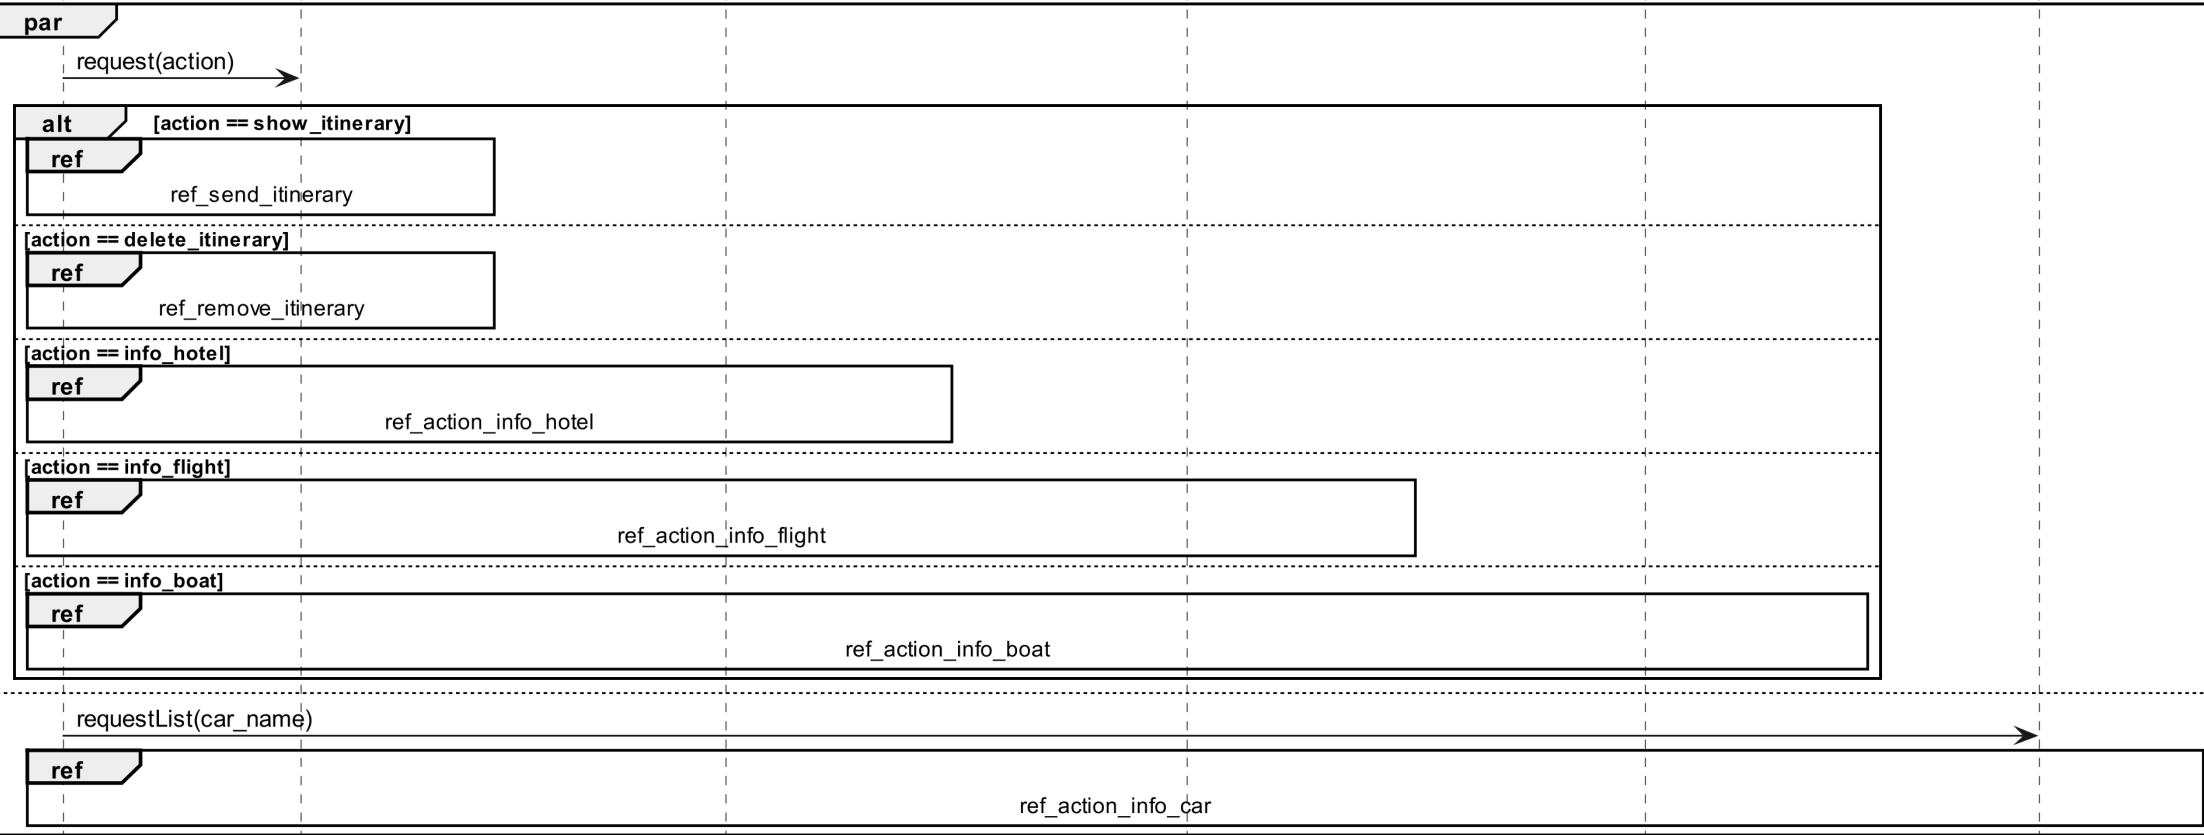 par
request(action)
alt [action == show_itinerary]
ref
ref_send_itinerary
[action == delete_itinerary]
ref
ref_remove_itinerary
[action == info_hotel]
ref
ref_action_info_hotel
[action == info_flight]
ref
ref_action_info_flight
[action == info_boat]
ref
ref_action_info_boat
requestList(car_name)
ref
ref_action_info_car